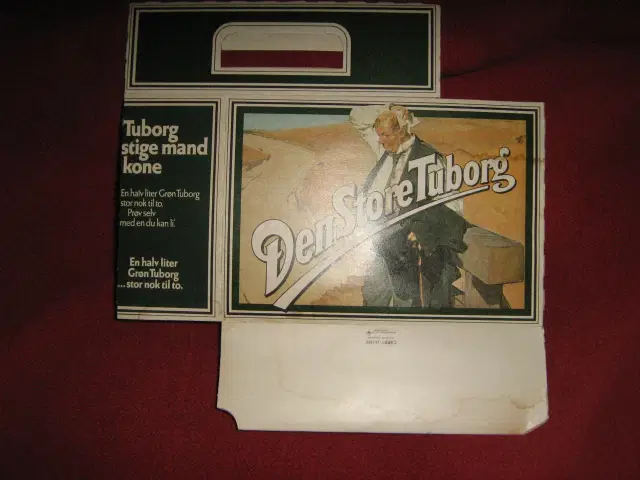 Tuborg
stige mand
kone
En halv liter Grøn Tuborg
stor nok til to.
Prøv selv
med en du kan li'.
En halv liter
Grøn Tuborg
... stor nok til to.
Den Store Tuborg